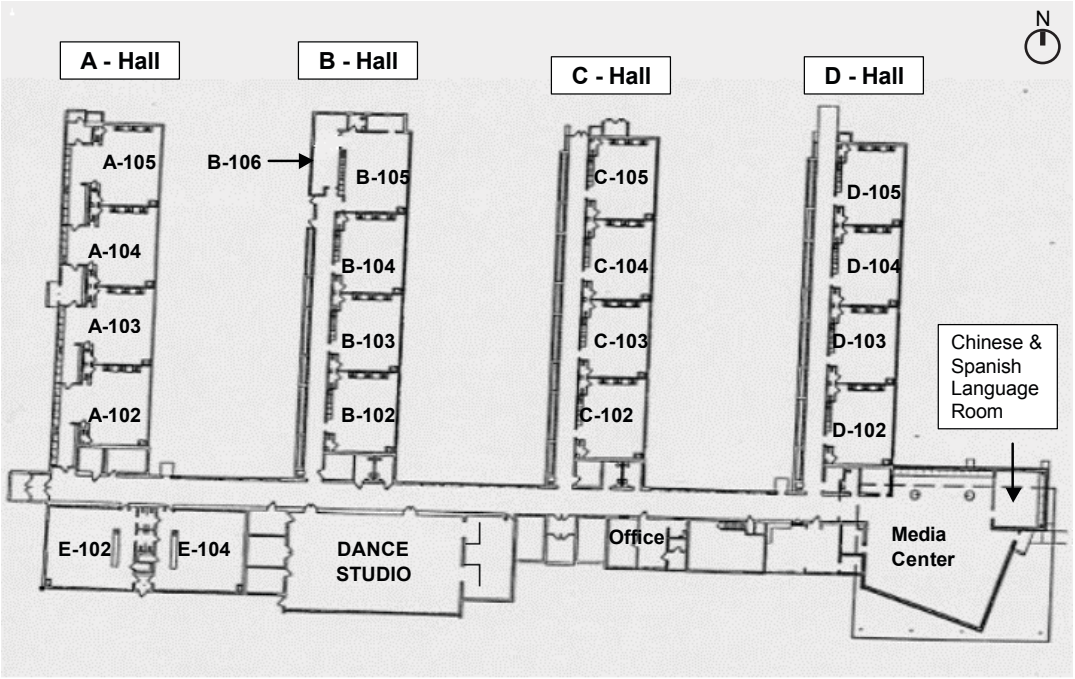 N
A - Hall
B - Hall
C - Hall
D - Hall
A-105
B-106
B-105
C-105
D-105
A-104
B-104
C-104
D-104
A-103
B-103
C-103
D-103
Chinese &
Spanish
Language
Room
A-102
B-102
C-102
D-102
E-102
E-104
DANCE
STUDIO
Office
Media
Center